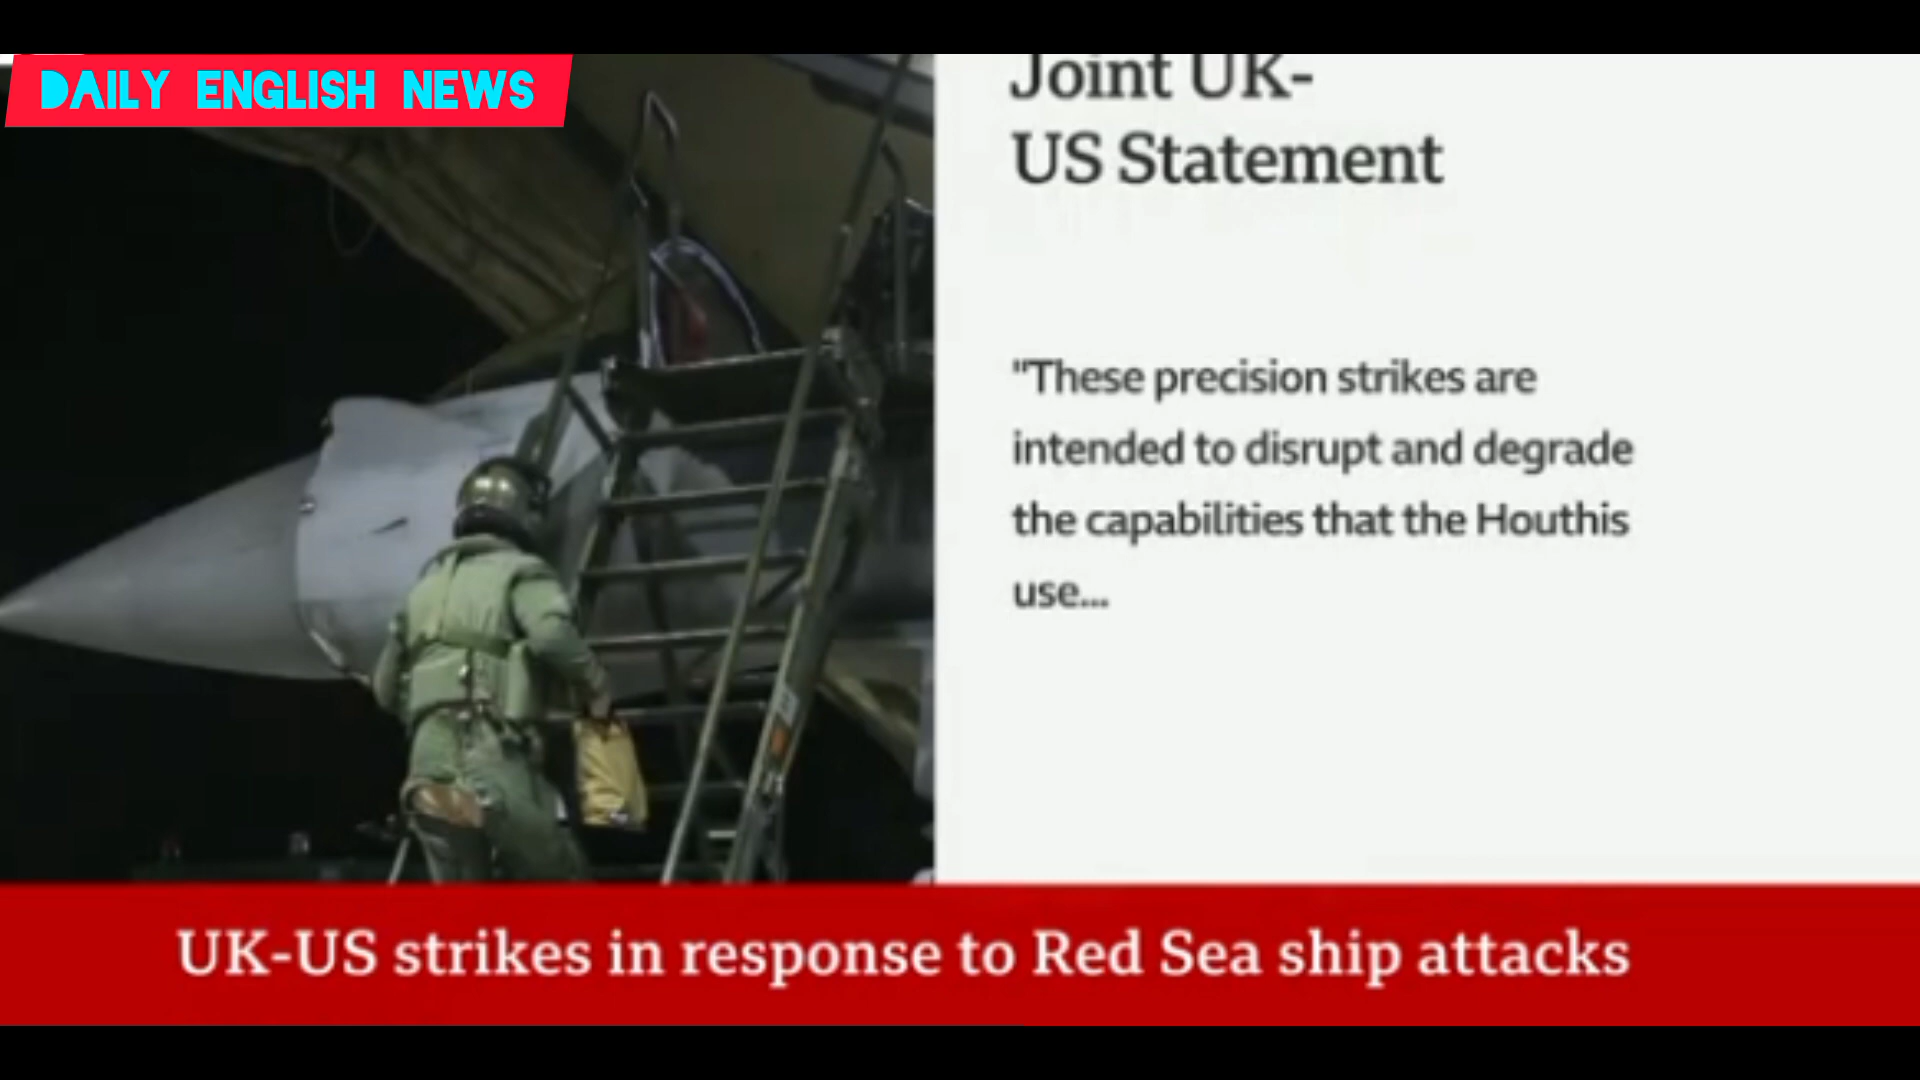 DAILY ENGLISH NEWS
Joint UK-
US Statement
"These precision strikes are
intended to disrupt and degrade
the capabilities that the Houthis
use...
UK-US strikes in response to Red Sea ship attacks